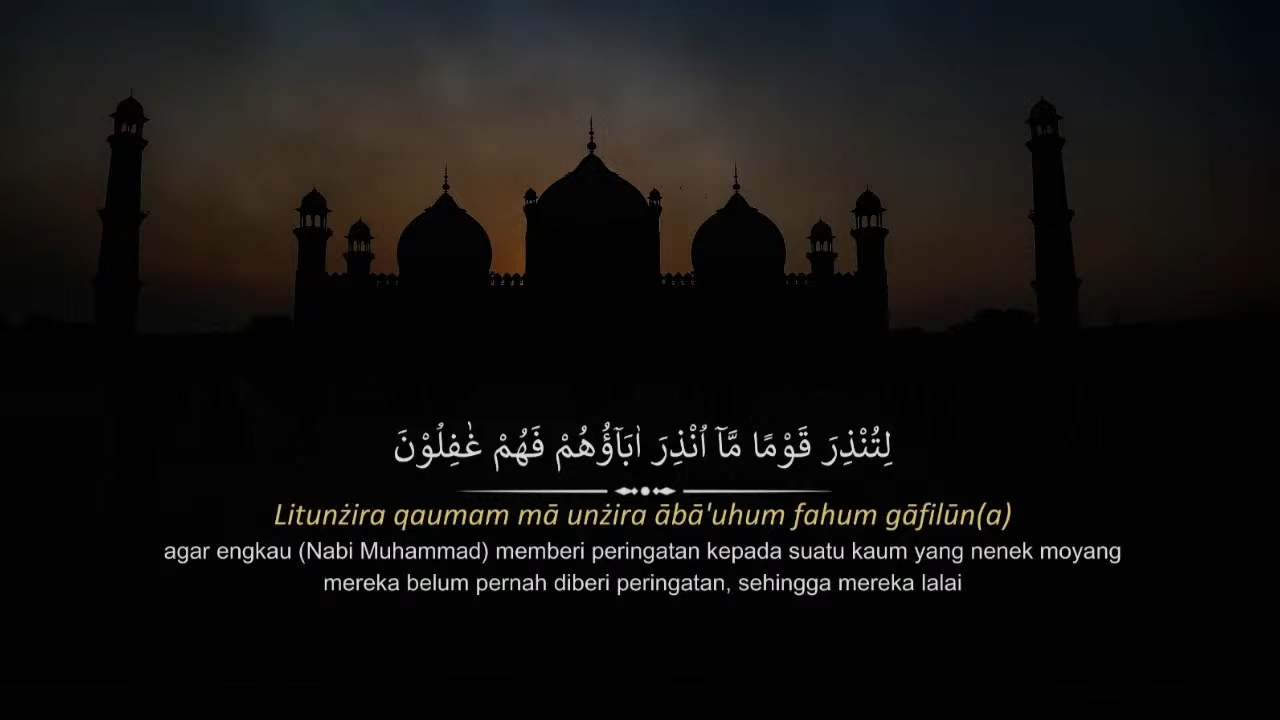 لِتُنْذِرَ قَوْمًا مَّآ اُنْذِرَ اٰبَاۤؤُهُمْ فَهُمْ غٰفِلُوْنَ
Litunżira qaumam mā unżira ābā'uhum fahum gāfilūn(a)
agar engkau (Nabi Muhammad) memberi peringatan kepada suatu kaum yang nenek moyang
mereka belum pernah diberi peringatan, sehingga mereka lalai